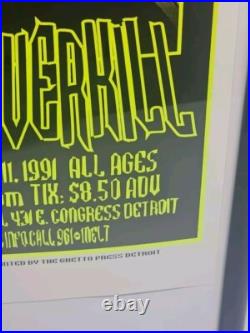 VERKILL
11. 1991 ALL AGES
TIX: $8.50 ADV
431 E. CONGRESS DETROIT
INFO CALL 961•MELT
BY THE GHETTO PRESS DETROIT